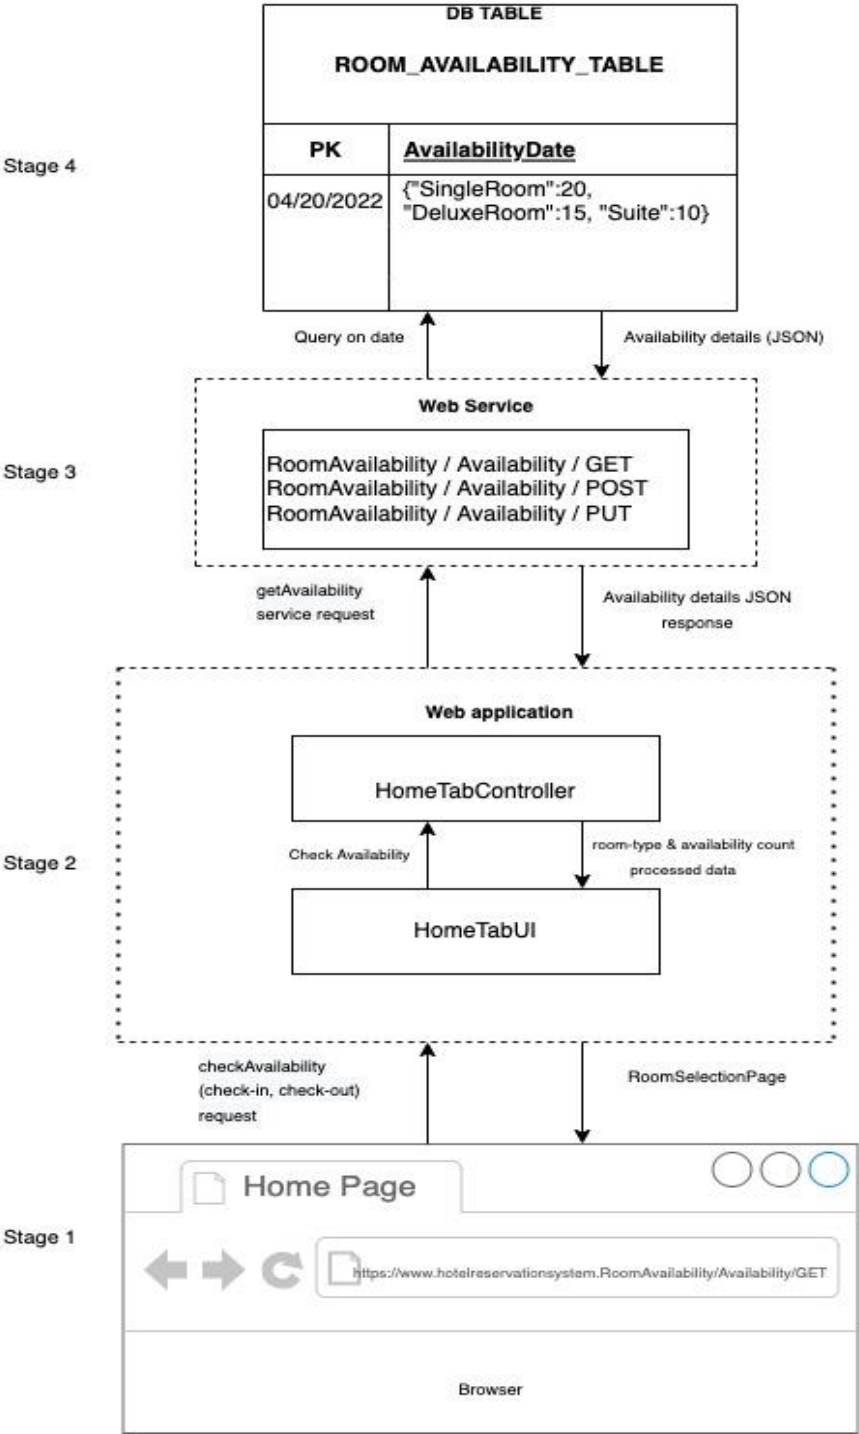 DB TABLE
ROOM_AVAILABILITY_TABLE
PK
AvailabilityDate
Stage 4
04/20/2022
{"SingleRoom":20,
"DeluxeRoom":15, "Suite":10}
Query on date
Availability details (JSON)
Web Service
Stage 3
RoomAvailability / Availability / GET
RoomAvailability / Availability / POST
RoomAvailability / Availability / PUT
getAvailability
service request
Availability details JSON
response
Web application
HomeTabController
Stage 2
Check Availability
room-type & availability count
processed data
HomeTabUI
checkAvailability
(check-in, check-out)
request
RoomSelectionPage
Home Page
Stage 1
https://www.hotelreservationsystem.RoomAvailability/Availability/GET
Browser